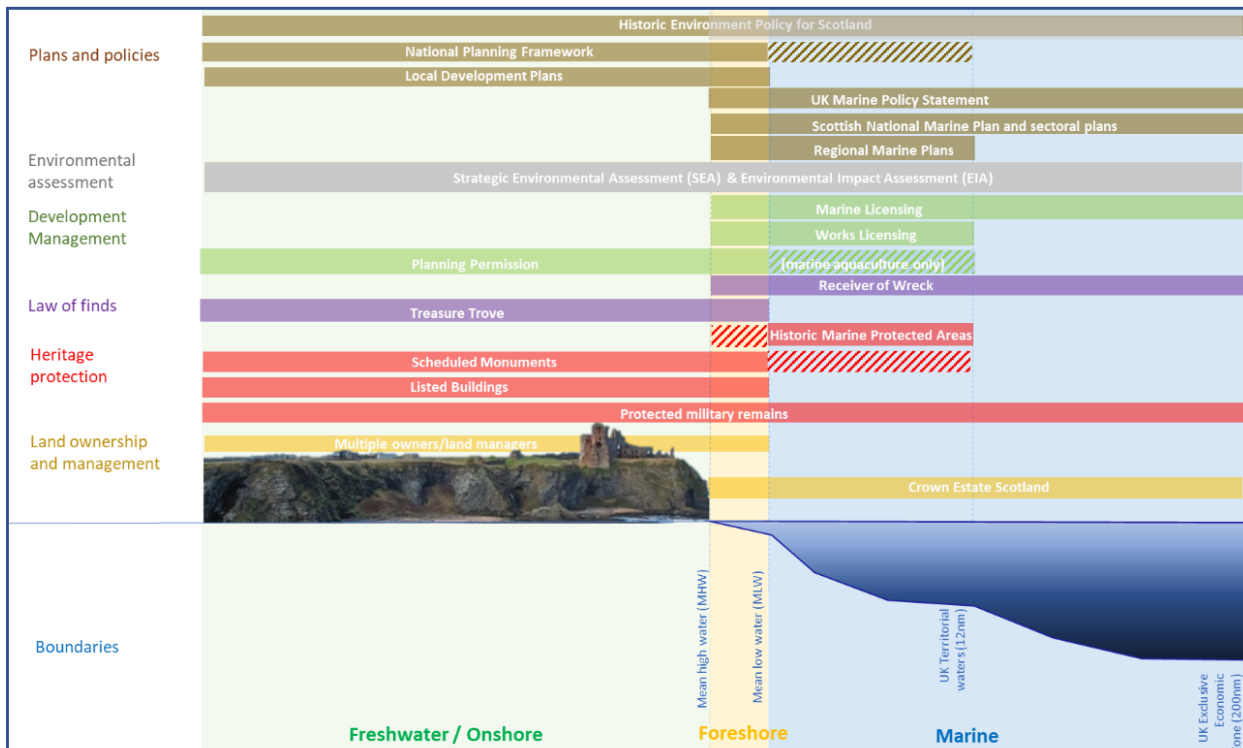 Plans and policies
Historic Environment Policy for Scotland
National Planning Framework
Local Development Plans
UK Marine Policy Statement
Scottish National Marine Plan and sectoral plans
Regional Marine Plans
Environmental
assessment
Strategic Environmental Assessment (SEA) & Environmental Impact Assessment (EIA)
Development
Management
Marine Licensing
Works Licensing
Planning Permission
(marine aquaculture only)
Law of finds
Receiver of Wreck
Treasure Trove
Heritage
protection
Historic Marine Protected Areas
Scheduled Monuments
Listed Buildings
Protected military remains
Land ownership
and management
Multiple owners/land managers
Crown Estate Scotland
Boundaries
Mean high water (MHW)
Mean low water (MLW)
UK Territorial
waters (12nm)
UK Exclusive
Economic
one (200nm)
Freshwater / Onshore
Foreshore
Marine